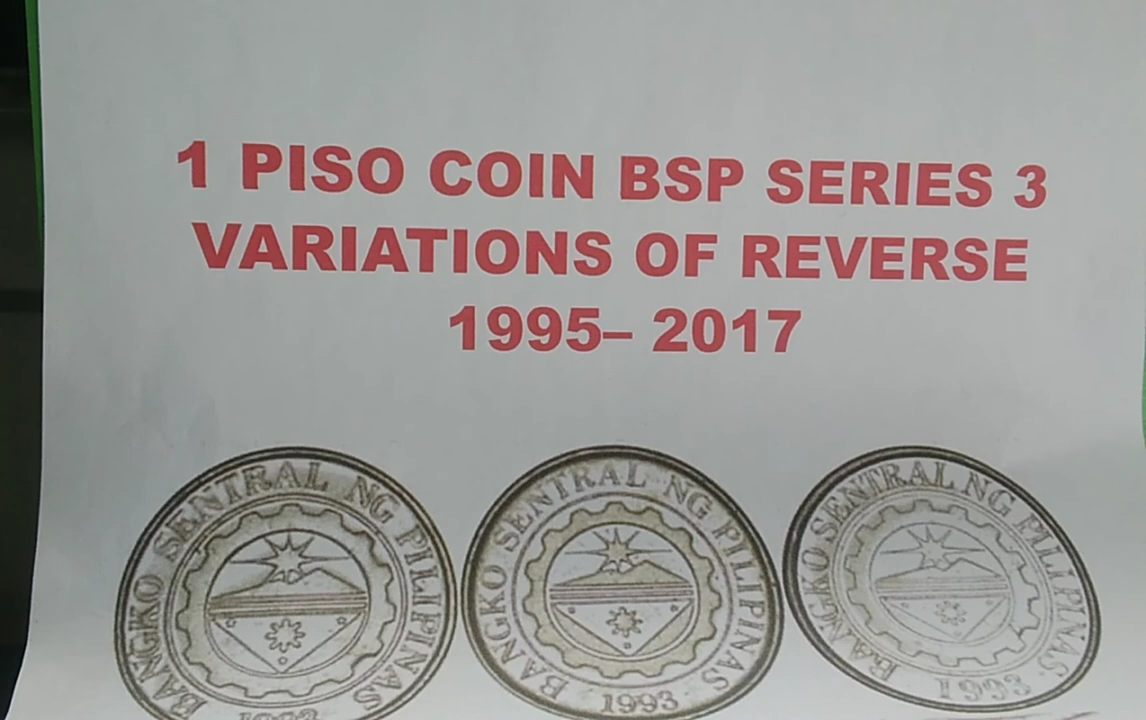 1 PISO COIN BSP SERIES 3
VARIATIONS OF REVERSE
1995– 2017
BANGKO SENTRAL NG PILIPINAS
1993
BANGKO SENTRAL NG PILIPINAS
1993
BANGKO SENTRAL NG PILIPINAS
1993